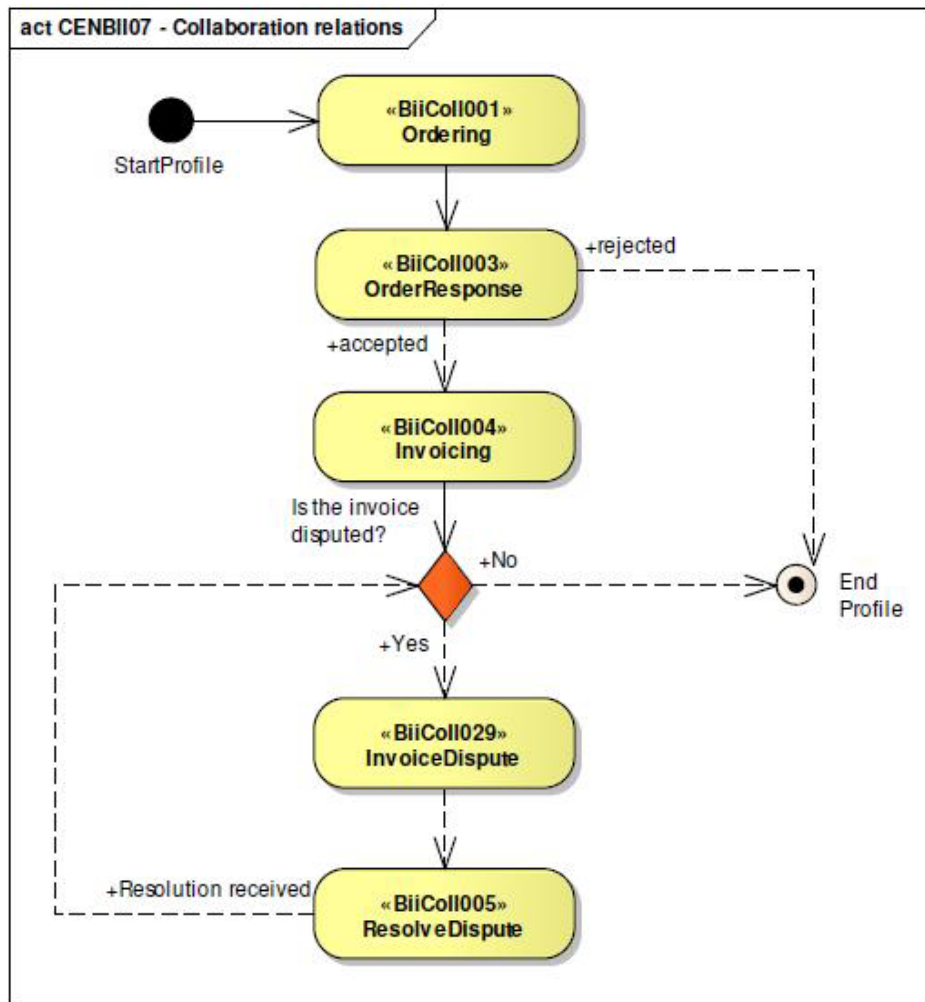 act CENBII07 - Collaboration relations
«BiiColl001»
Ordering
StartProfile
«BiiColl003»
OrderResponse
+rejected
+accepted
«BiiColl004»
Invoicing
Is the invoice
disputed?
+No
End
Profile
+Yes
«BiiColl029»
InvoiceDispute
+Resolution received
«BiiColl005»
ResolveDispute